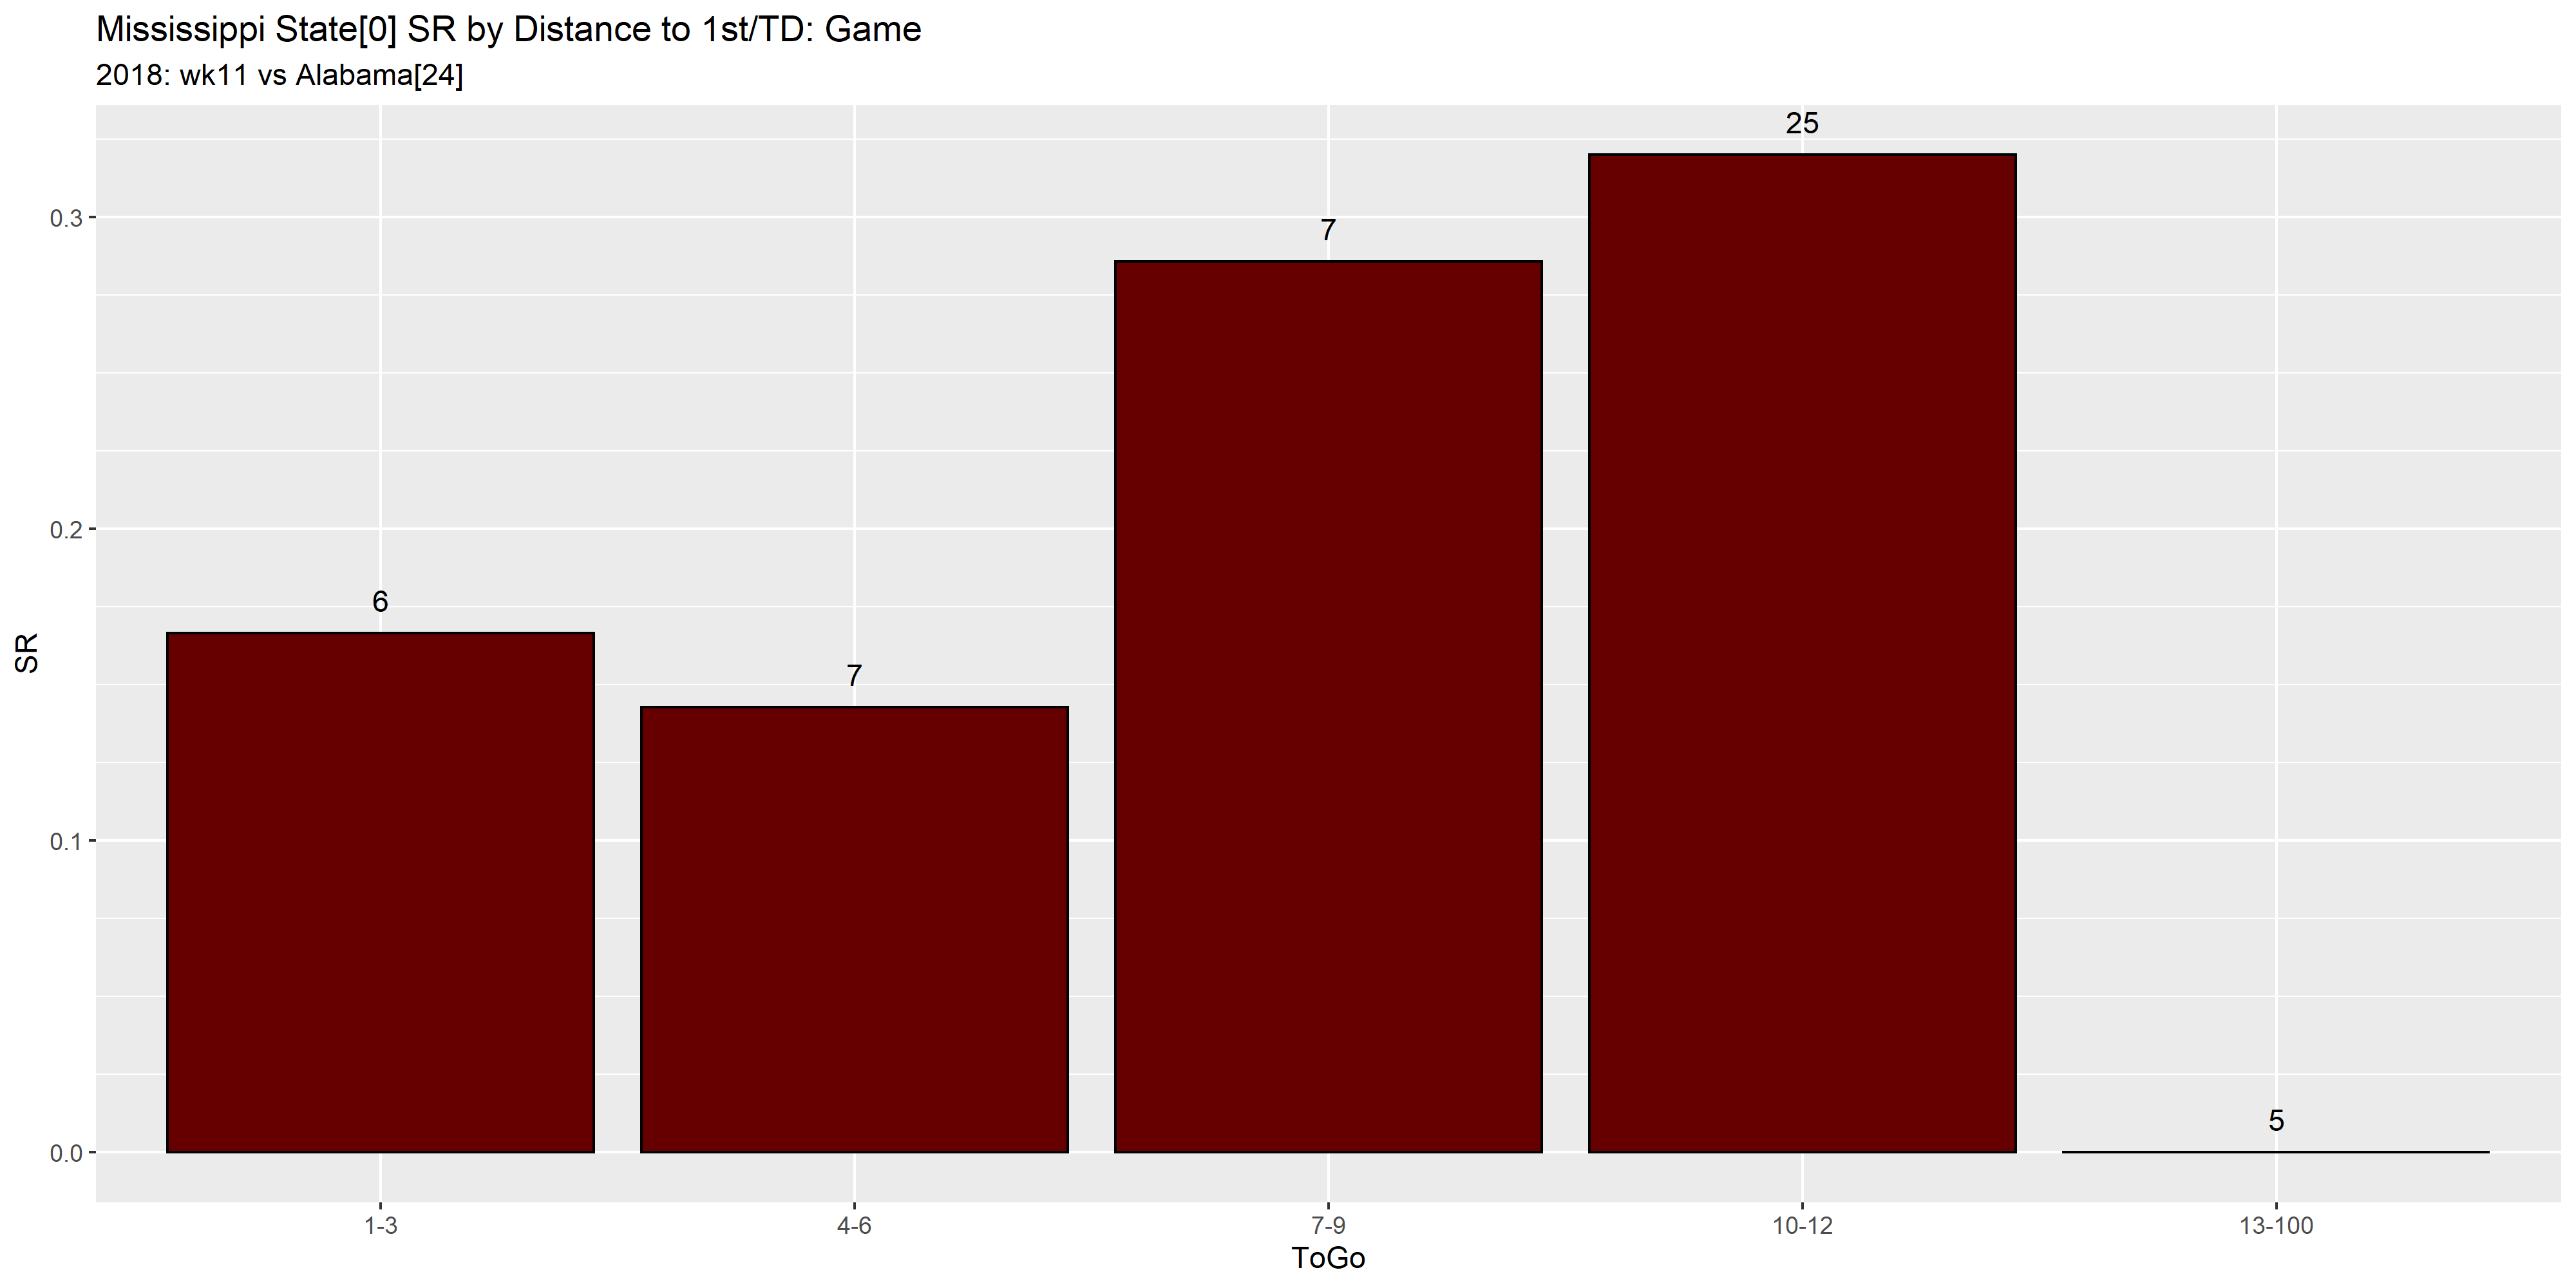 Mississippi State[0] SR by Distance to 1st/TD: Game
2018: wk11 vs Alabama[24]
25
7
0.3
0.2
6
7
SR
0.1
5
0.0
1-3 4-6 7-9 10-12 13-100
ToGo